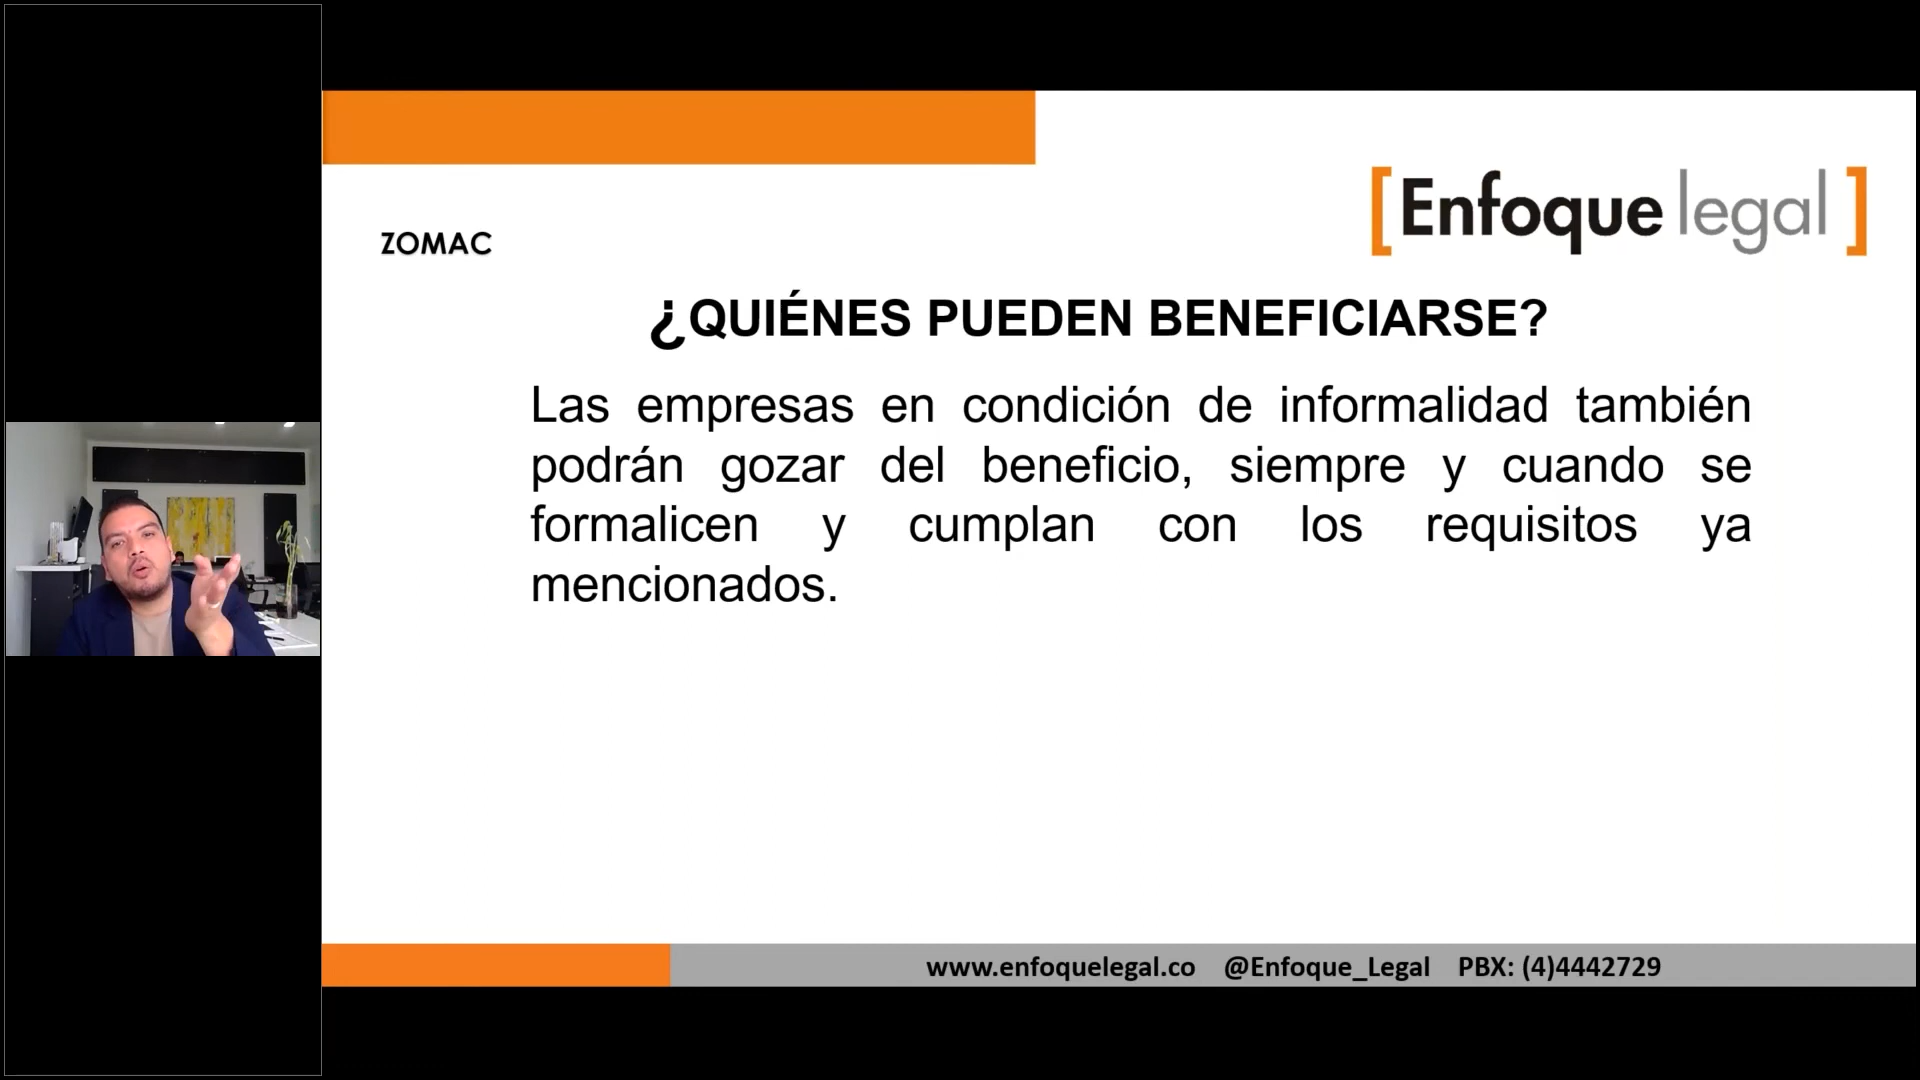 [Enfoque legal]
ZOMAC
¿QUIÉNES PUEDEN BENEFICIARSE?
Las empresas en condición de informalidad también
podrán gozar del beneficio, siempre y cuando se
formalicen y cumplan con los requisitos ya
mencionados.
www.enfoquelegal.co @Enfoque_Legal PBX: (4)4442729